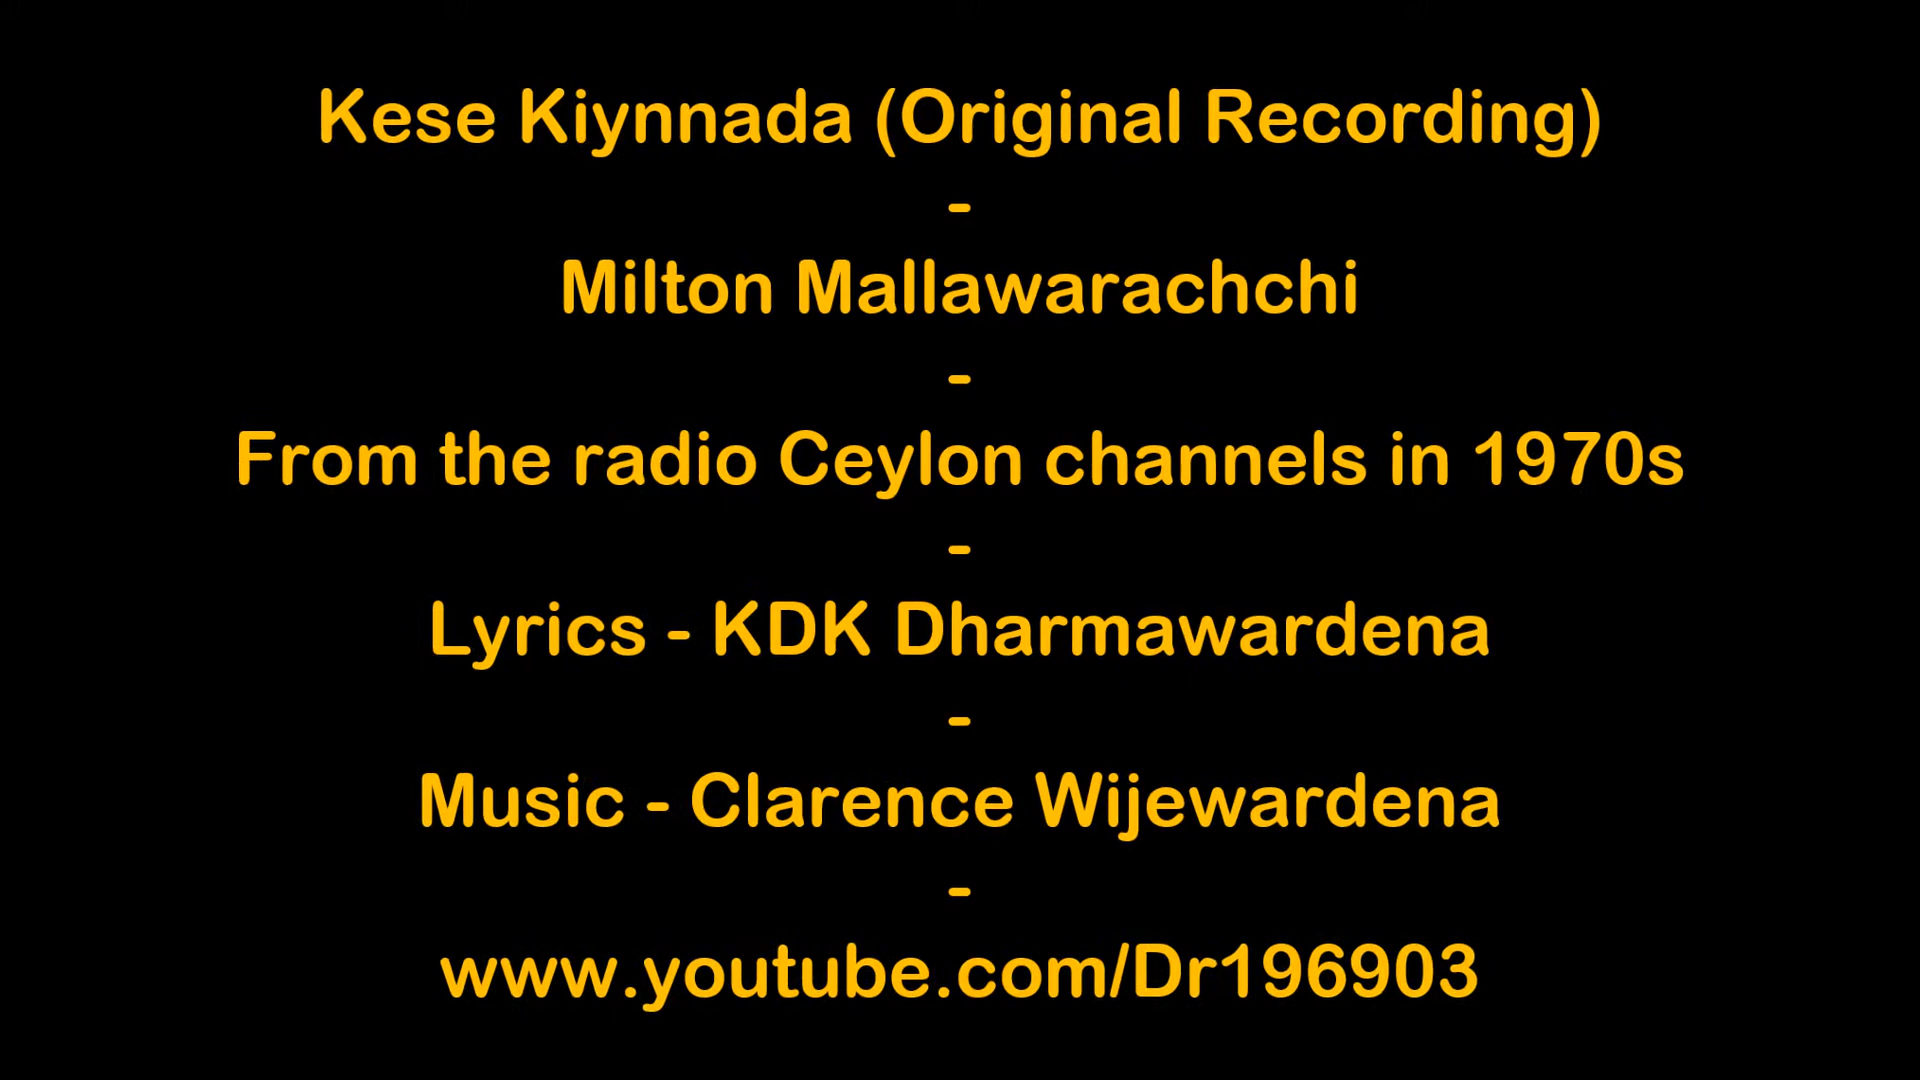 Kese Kiynnada (Original Recording)
-
Milton Mallawarachchi
-
From the radio Ceylon channels in 1970s
-
Lyrics - KDK Dharmawardena
-
Music - Clarence Wijewardena
-
www.youtube.com/Dr196903